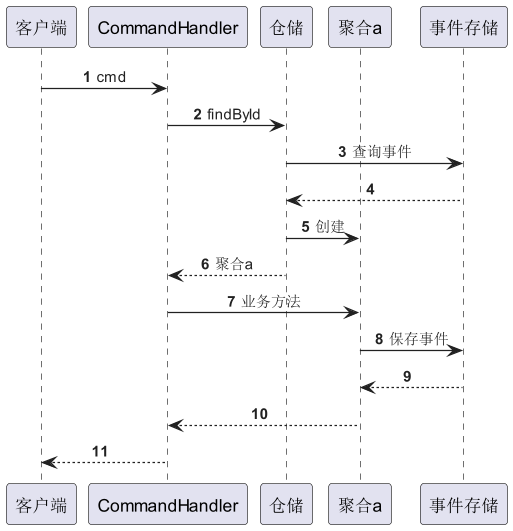 客户端 CommandHandler 仓储 聚合a 事件存储
1 cmd
2 findById
3 查询事件
4
5 创建
6 聚合a
7 业务方法
8 保存事件
9
10
11
客户端 CommandHandler 仓储 聚合a 事件存储